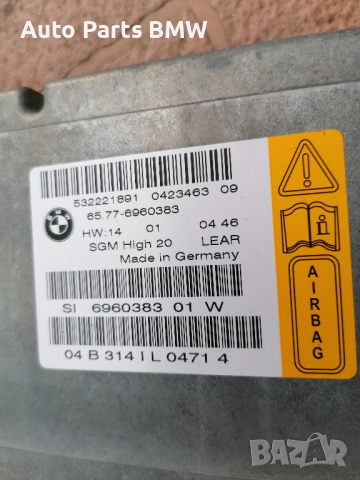 Auto Parts BMW
532221891 0423463 09
65.77-6960383
HW:14 01 04 46
SGM High 20 LEAR
Made in Germany
SI 6960383 01 W
04 B 314 I L 0471 4
AIRBAG
i
BAZAR